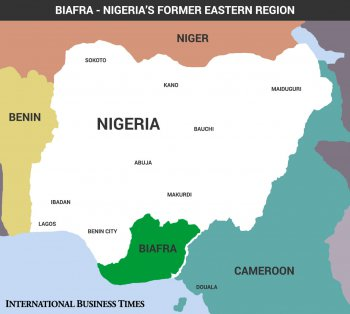 BIAFRA - NIGERIA'S FORMER EASTERN REGION
NIGER
SOKOTO
KANO
MAIDUGURI
BENIN
NIGERIA
BAUCHI
ABUJA
MAKURDI
IBADAN
LAGOS
BENIN CITY
BIAFRA
CAMEROON
DOUALA
INTERNATIONAL BUSINESS TIMES